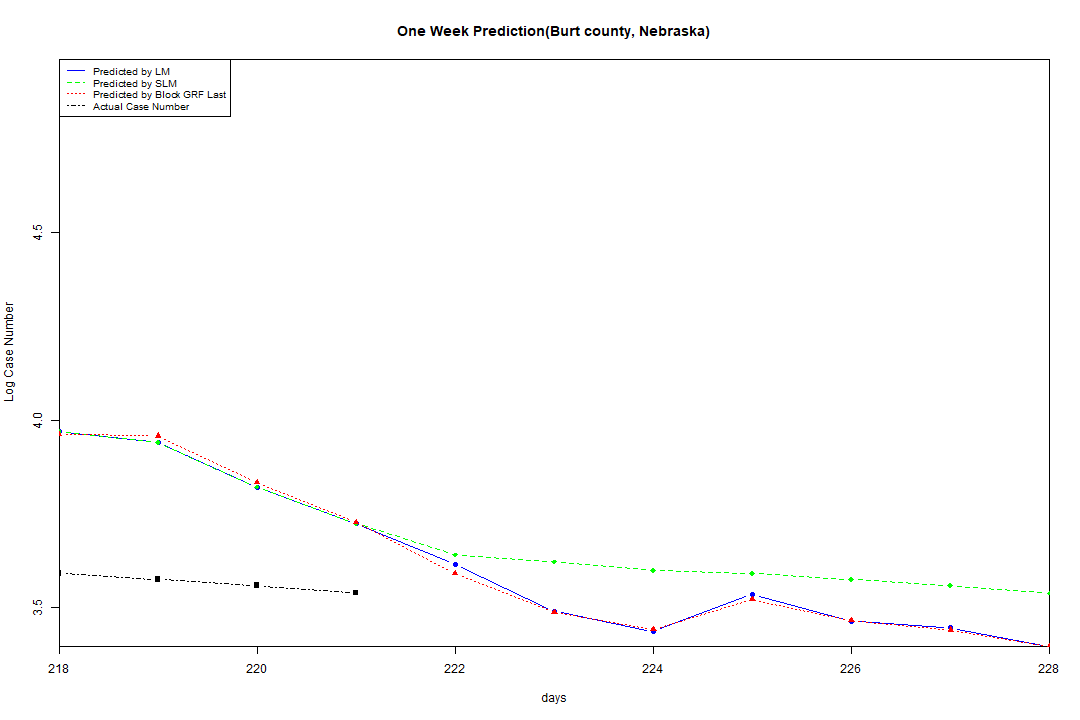 One Week Prediction(Burt county, Nebraska)
Predicted by LM
Predicted by SLM
Predicted by Block GRF Last
Actual Case Number
Log Case Number
4.5
4.0
3.5
218 220 222 224 226 228
days